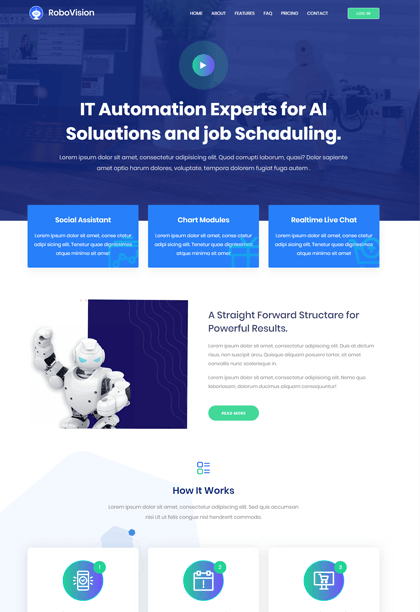 RoboVision
HOME ABOUT FEATURES FAQ PRICING CONTACT
LOG IN
IT Automation Experts for AI
Soluations and job Schaduling.
Lorem ipsum dolor sit amet, consectetur adipisicing elit. Quod corrupti laborum, quasi? Dolor sapiente
amet optio harum dolores, voluptate, tempora dolorem fugiat fuga autem .
Social Assistant
Lorem ipsum dolor sit amet, conse ctetur
adipi sicing elit. Tenetur quae dignissimos
atque minima sit amet
Chart Modules
Lorem ipsum dolor sit amet, conse ctetur
adipi sicing elit. Tenetur quae dignissimos
atque minima sit amet
Realtime Live Chat
Lorem ipsum dolor sit amet, conse ctetur
adipi sicing elit. Tenetur quae dignissimos
atque minima sit amet
A Straight Forward Structare for
Powerful Results.
Lorem ipsum dolor sit amet, consectetur adipiscing elit. Duis at dictum
risus, non suscipit arcu. Quisque aliquam posuere tortor, sit amet
convallis nunc scelerisque in.
Lorem ipsum dolor sit amet, consectetur adipisicing elit. Nemo quo
laboriosam, dolorum ducimus aliquam consequuntur!
READ MORE
How It Works
Lorem ipsum dolor sit amet, consectetur adipiscing elit. Sed quis accumsan
nisi Ut ut felis congue nisl hendrerit commodo.
1
2
3